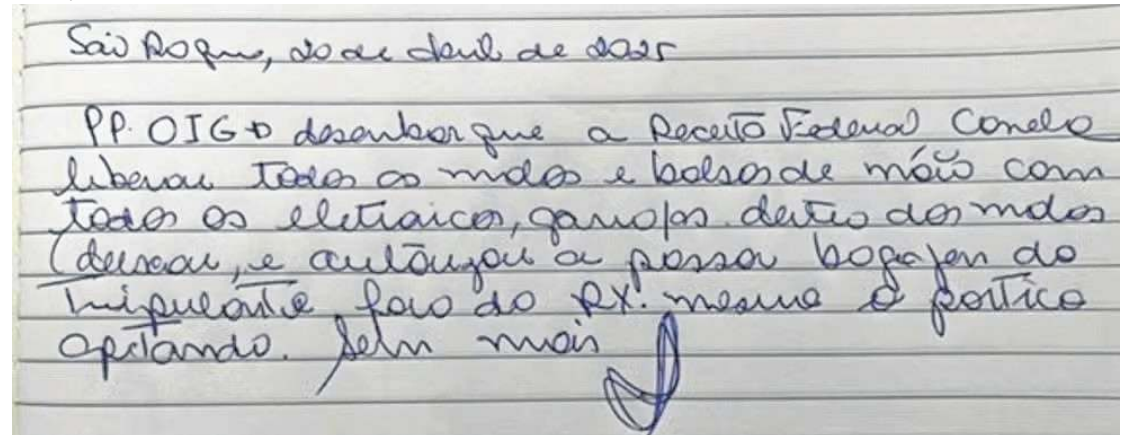 São Roque, 20 de abril de 2025
PP. OIG desembarque a Receita Federal
liberou todas as malas e bolsas de mão com
todos os eletrônicos, garrafas dentro das malas
(deixou, e autorizou a passar bagagem do
tripulante fora do RX. mesmo o pórtico
apitando. Sem mais